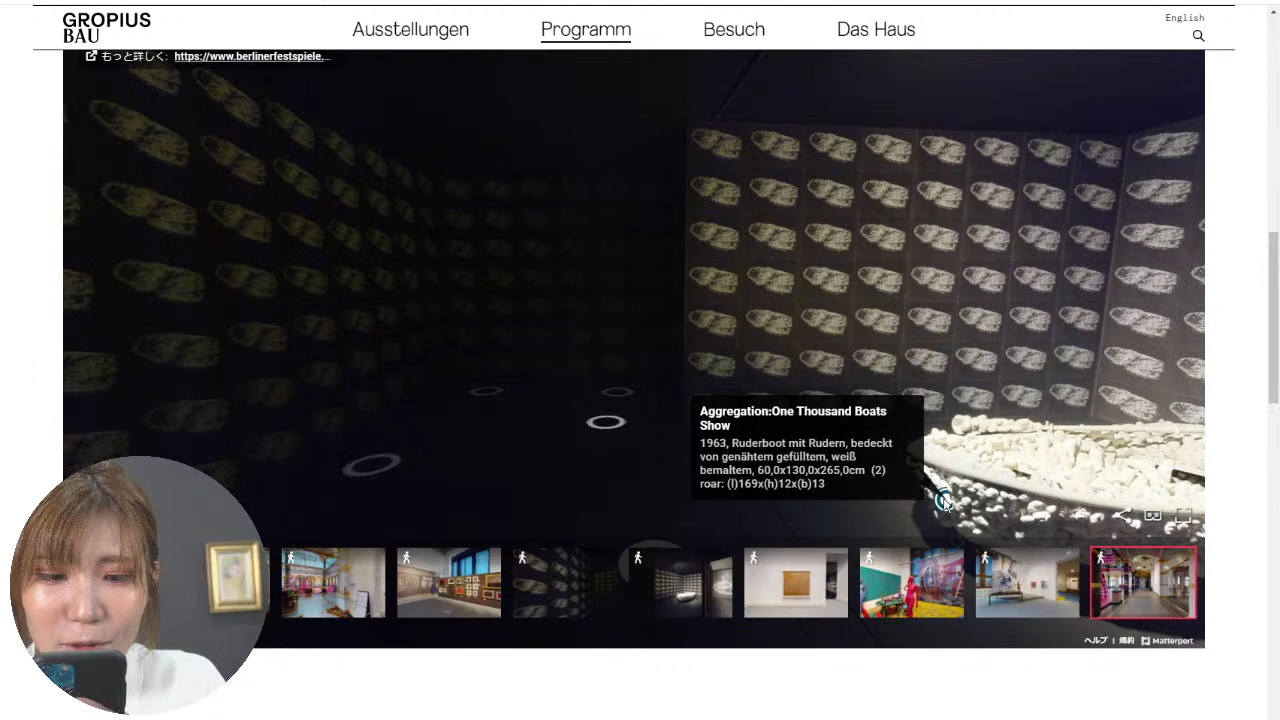 GROPIUS
BAU
Ausstellungen
Programm
Besuch
Das Haus
English
もっと詳しく: https://www.berlinerfestspiele....
Aggregation:One Thousand Boats
Show
1963, Ruderboot mit Rudern, bedeckt
von genähtem gefülltem, weiß
bemaltem, 60,0x130,0x265,0cm (2)
roar: (l)169x(h)12x(b)13
ヘルプ | 規約 Matterport